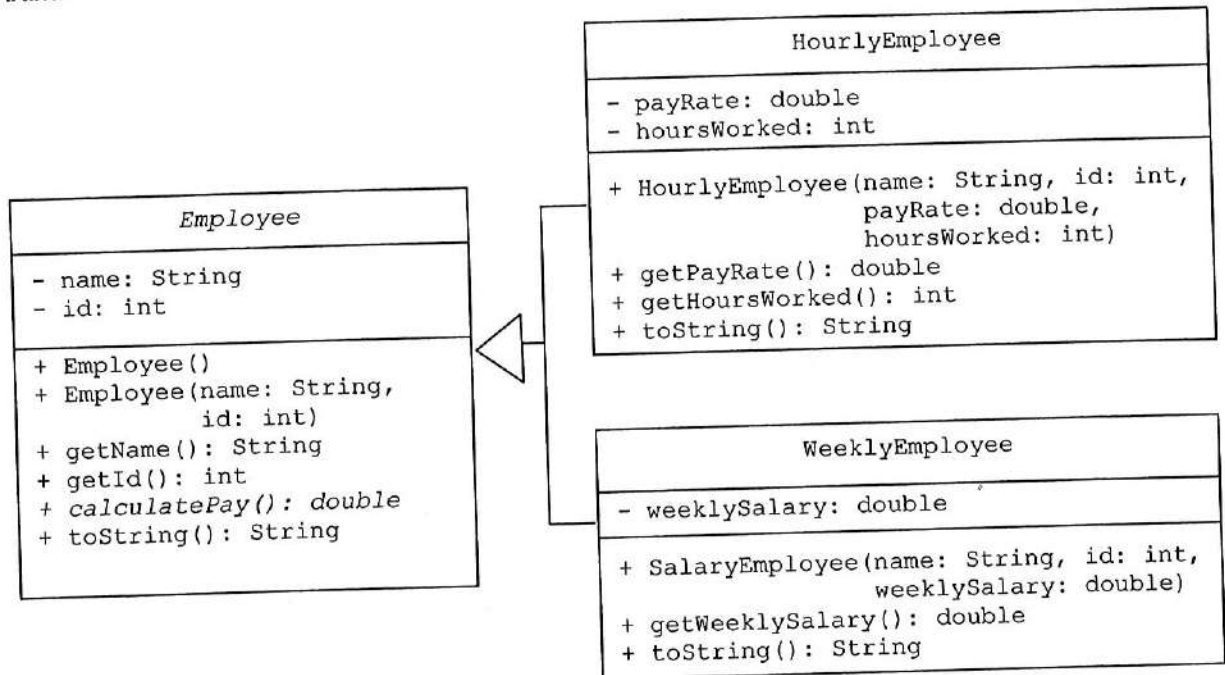 Employee
- name: String
- id: int
+ Employee()
+ Employee(name: String,
id: int)
+ getName(): String
+ getId(): int
+ calculatePay(): double
+ toString(): String
HourlyEmployee
- payRate: double
- hoursWorked: int
+ HourlyEmployee(name: String, id: int,
payRate: double,
hoursWorked: int)
+ getPayRate(): double
+ getHoursWorked(): int
+ toString(): String
WeeklyEmployee
- weeklySalary: double
+ SalaryEmployee(name: String, id: int,
weeklySalary: double)
+ getWeeklySalary(): double
+ toString(): String